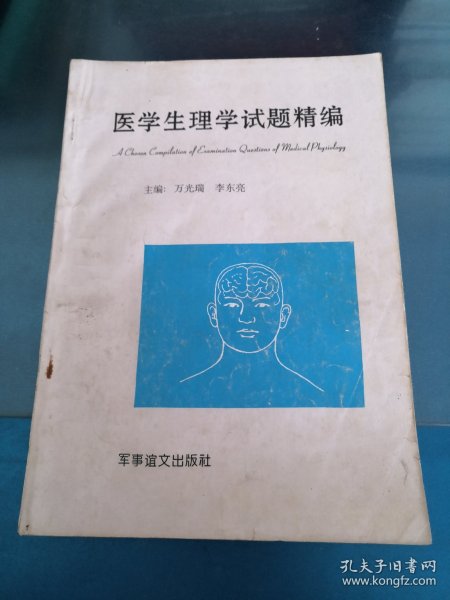 医学生理学试题精编
A Chosen Compilation of Examination Questions of Medical Physiology
主编: 万光瑞 李东亮
军事谊文出版社
孔夫子旧书网
www.kongfz.com